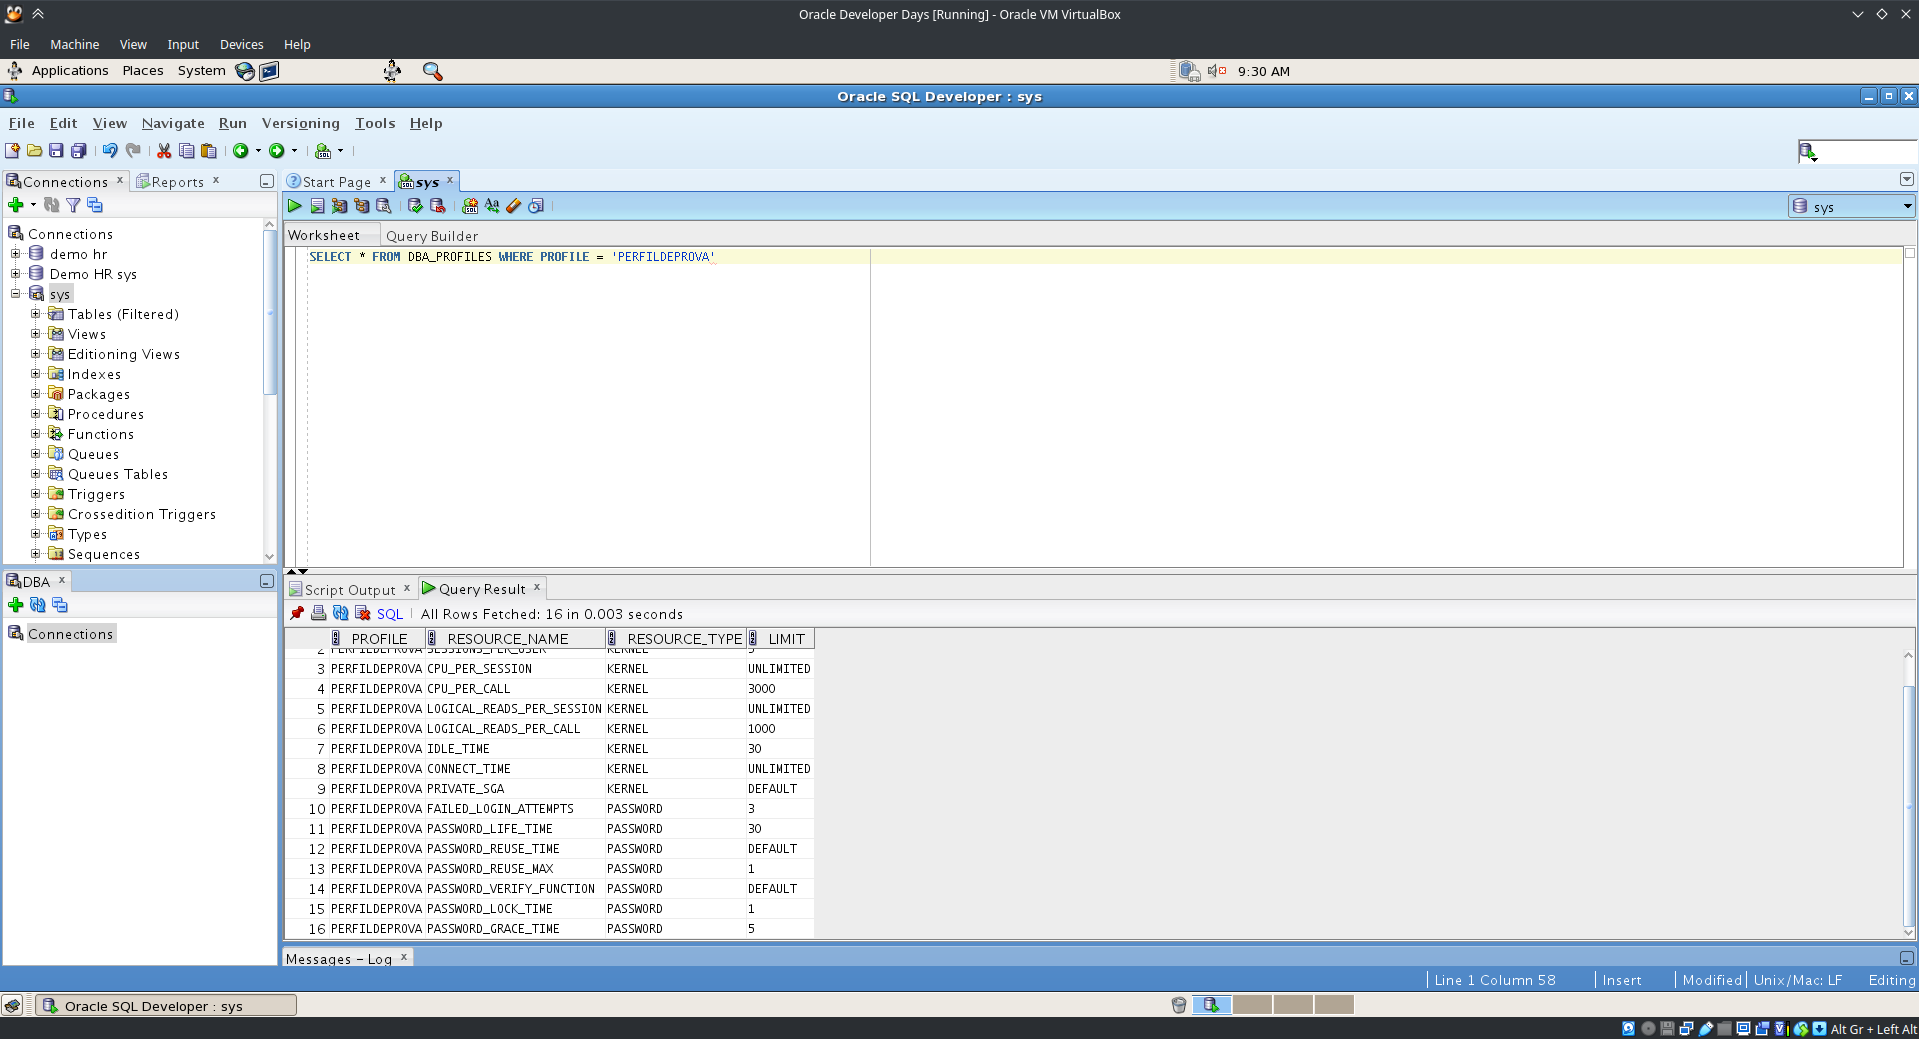 Oracle Developer Days [Running] - Oracle VM VirtualBox
File Machine View Input Devices Help
Applications Places System 9:30 AM
Oracle SQL Developer : sys
File Edit View Navigate Run Versioning Tools Help
Connections Reports
Start Page sys
sys
Worksheet Query Builder
SELECT * FROM DBA_PROFILES WHERE PROFILE = 'PERFILDEPROVA'
Connections
demo hr
Demo HR sys
sys
Tables (Filtered)
Views
Editioning Views
Indexes
Packages
Procedures
Functions
Queues
Queues Tables
Triggers
Crossedition Triggers
Types
Sequences
DBA
Connections
Script Output Query Result
SQL All Rows Fetched: 16 in 0.003 seconds
PROFILE RESOURCE_NAME RESOURCE_TYPE LIMIT
2 PERFILDEPROVA SESSIONS_PER_USER KERNEL
3 PERFILDEPROVA CPU_PER_SESSION KERNEL UNLIMITED
4 PERFILDEPROVA CPU_PER_CALL KERNEL 3000
5 PERFILDEPROVA LOGICAL_READS_PER_SESSION KERNEL UNLIMITED
6 PERFILDEPROVA LOGICAL_READS_PER_CALL KERNEL 1000
7 PERFILDEPROVA IDLE_TIME KERNEL 30
8 PERFILDEPROVA CONNECT_TIME KERNEL UNLIMITED
9 PERFILDEPROVA PRIVATE_SGA KERNEL DEFAULT
10 PERFILDEPROVA FAILED_LOGIN_ATTEMPTS PASSWORD 3
11 PERFILDEPROVA PASSWORD_LIFE_TIME PASSWORD 30
12 PERFILDEPROVA PASSWORD_REUSE_TIME PASSWORD DEFAULT
13 PERFILDEPROVA PASSWORD_REUSE_MAX PASSWORD 1
14 PERFILDEPROVA PASSWORD_VERIFY_FUNCTION PASSWORD DEFAULT
15 PERFILDEPROVA PASSWORD_LOCK_TIME PASSWORD 1
16 PERFILDEPROVA PASSWORD_GRACE_TIME PASSWORD 5
Messages - Log
Line 1 Column 58 Insert Modified Unix/Mac: LF Editing
Oracle SQL Developer : sys
Alt Gr + Left Alt